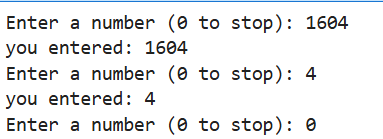 Enter a number (0 to stop): 1604
you entered: 1604
Enter a number (0 to stop): 4
you entered: 4
Enter a number (0 to stop): 0